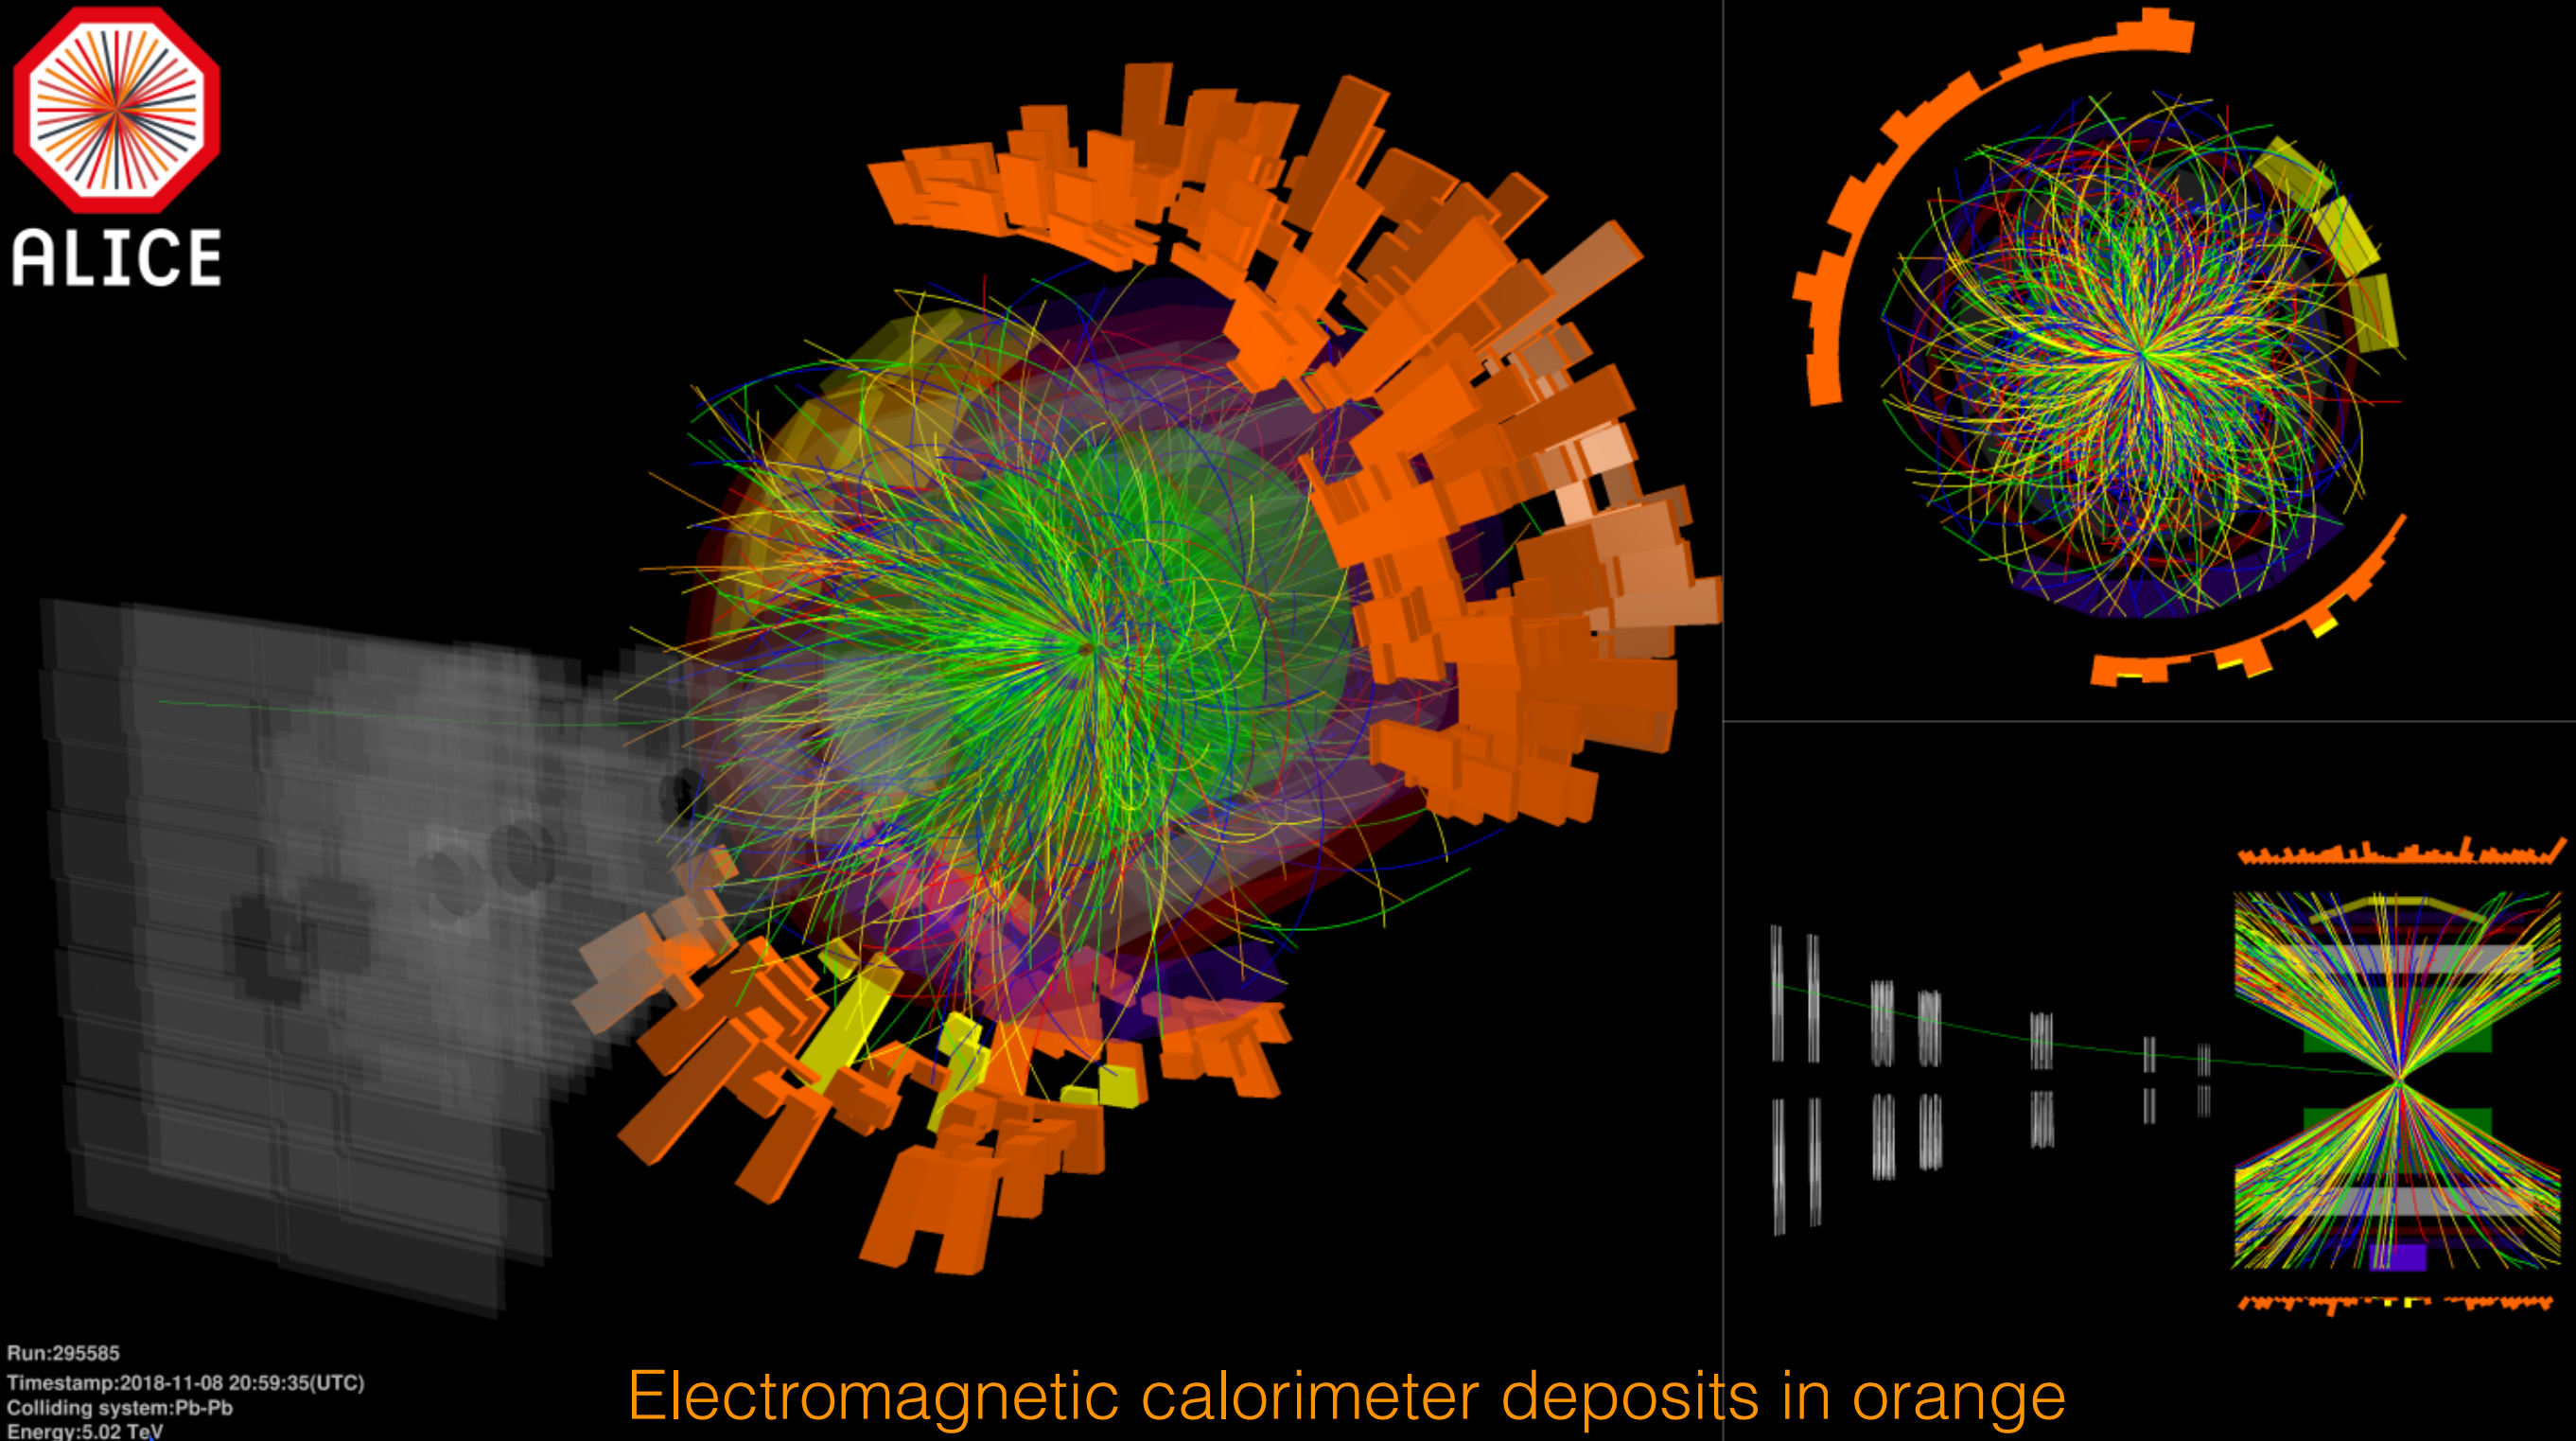 ALICE
Run:295585
Timestamp:2018-11-08 20:59:35(UTC)
Colliding system:Pb-Pb
Energy:5.02 TeV
Electromagnetic calorimeter deposits in orange